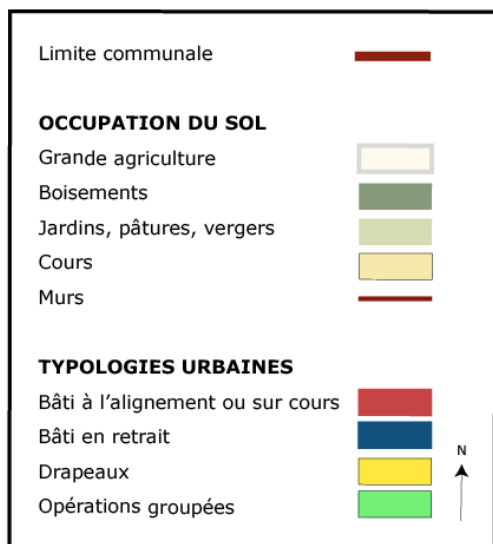 Limite communale
OCCUPATION DU SOL
Grande agriculture
Boisements
Jardins, pâtures, vergers
Cours
Murs
TYPOLOGIES URBAINES
Bâti à l'alignement ou sur cours
Bâti en retrait
Drapeaux
Opérations groupées
N